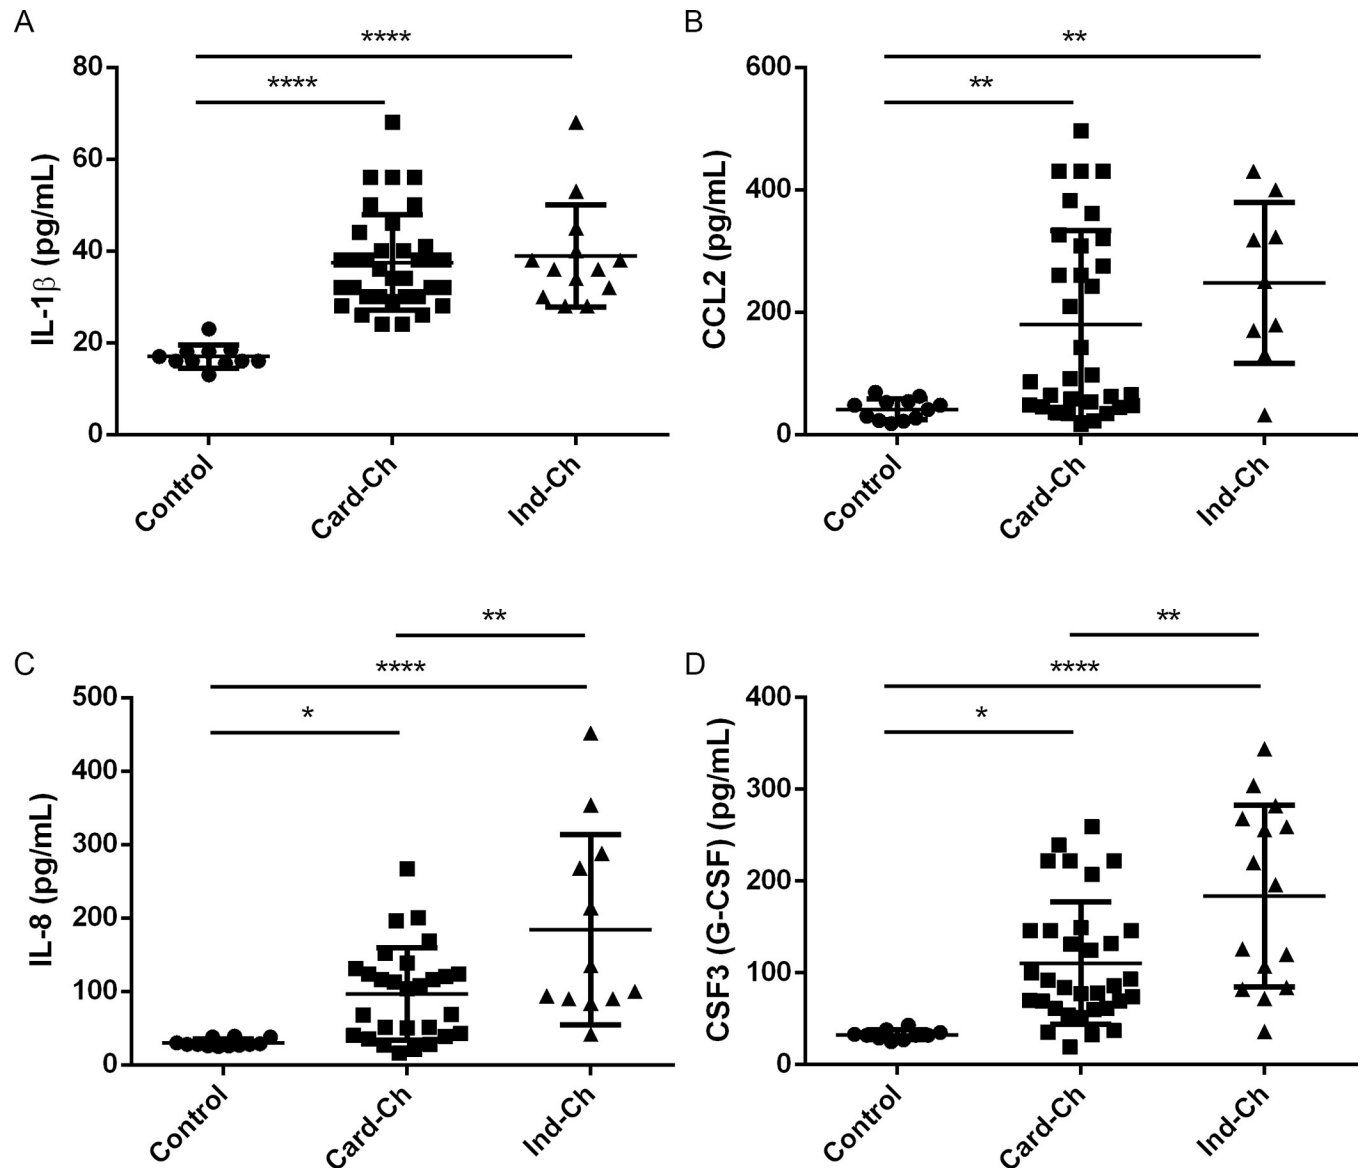 A
****
****
IL-1β (pg/mL)
80
60
40
20
0
Control
Card-Ch
Ind-Ch
B
**
**
CCL2 (pg/mL)
600
400
200
0
Control
Card-Ch
Ind-Ch
C
**
****
*
IL-8 (pg/mL)
500
400
300
200
100
0
Control
Card-Ch
Ind-Ch
D
**
****
*
CSF3 (G-CSF) (pg/mL)
400
300
200
100
0
Control
Card-Ch
Ind-Ch